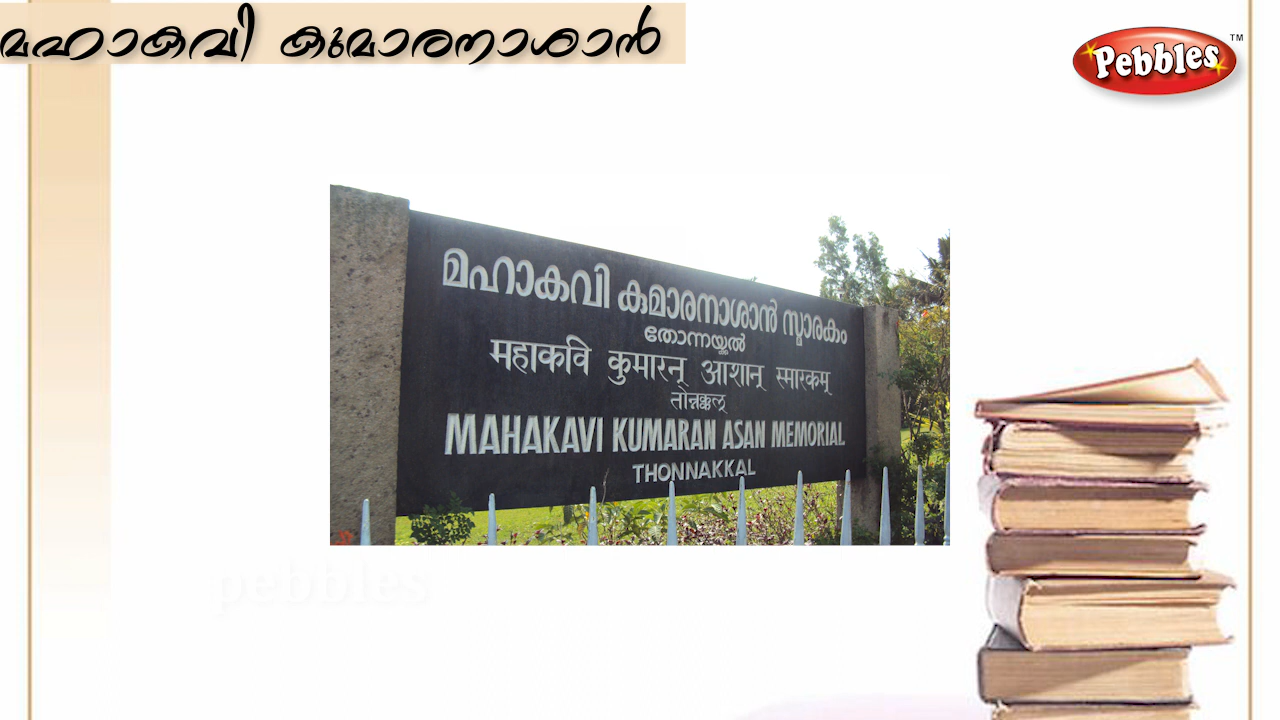 മഹാകവി കുമാരനാശാൻ
Pebbles TM
മഹാകവി കുമാരനാശാൻ സ്മാരകം
തോന്നയ്ക്കൽ
महाकवि कुमारन् आशान् स्मारकम्
तोन्नक्कल्
MAHAKAVI KUMARAN ASAN MEMORIAL
THONNAKKAL
pebbles